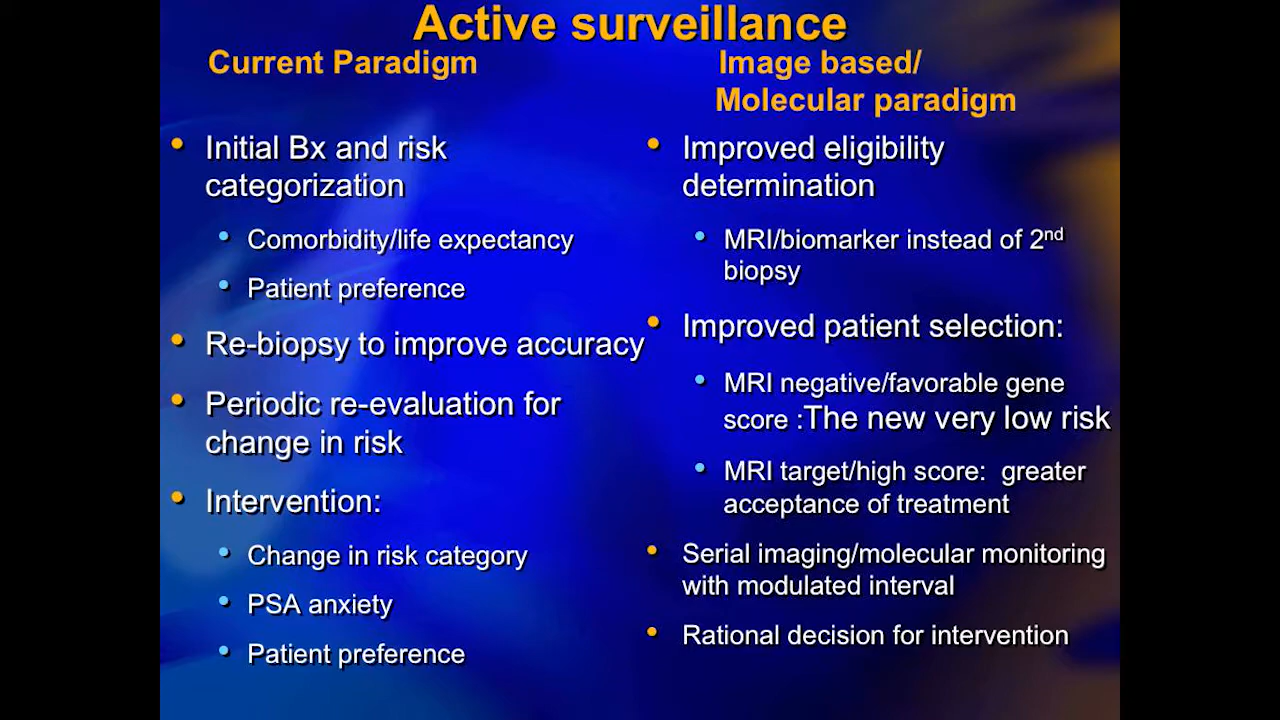 Active surveillance
Current Paradigm
Initial Bx and risk
categorization
Comorbidity/life expectancy
Patient preference
Re-biopsy to improve accuracy
Periodic re-evaluation for
change in risk
Intervention:
Change in risk category
PSA anxiety
Patient preference
Image based/
Molecular paradigm
Improved eligibility
determination
MRI/biomarker instead of 2nd
biopsy
Improved patient selection:
MRI negative/favorable gene
score :The new very low risk
MRI target/high score:  greater
acceptance of treatment
Serial imaging/molecular monitoring
with modulated interval
Rational decision for intervention